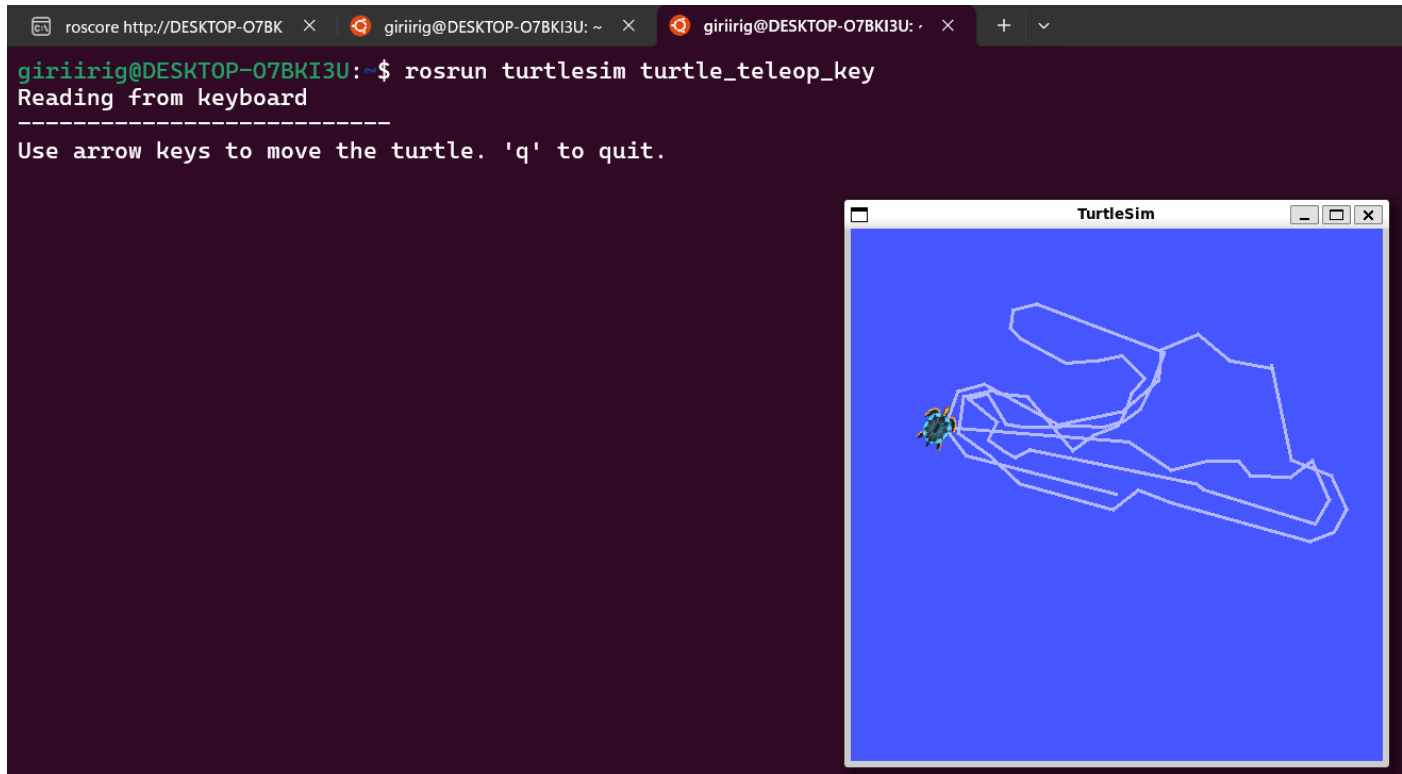 roscore http://DESKTOP-O7BK
giriirig@DESKTOP-O7BKI3U: ~
giriirig@DESKTOP-O7BKI3U: ~
giriirig@DESKTOP-O7BKI3U:~$ rosrun turtlesim turtle_teleop_key
Reading from keyboard
---------------------------
Use arrow keys to move the turtle. 'q' to quit.
TurtleSim